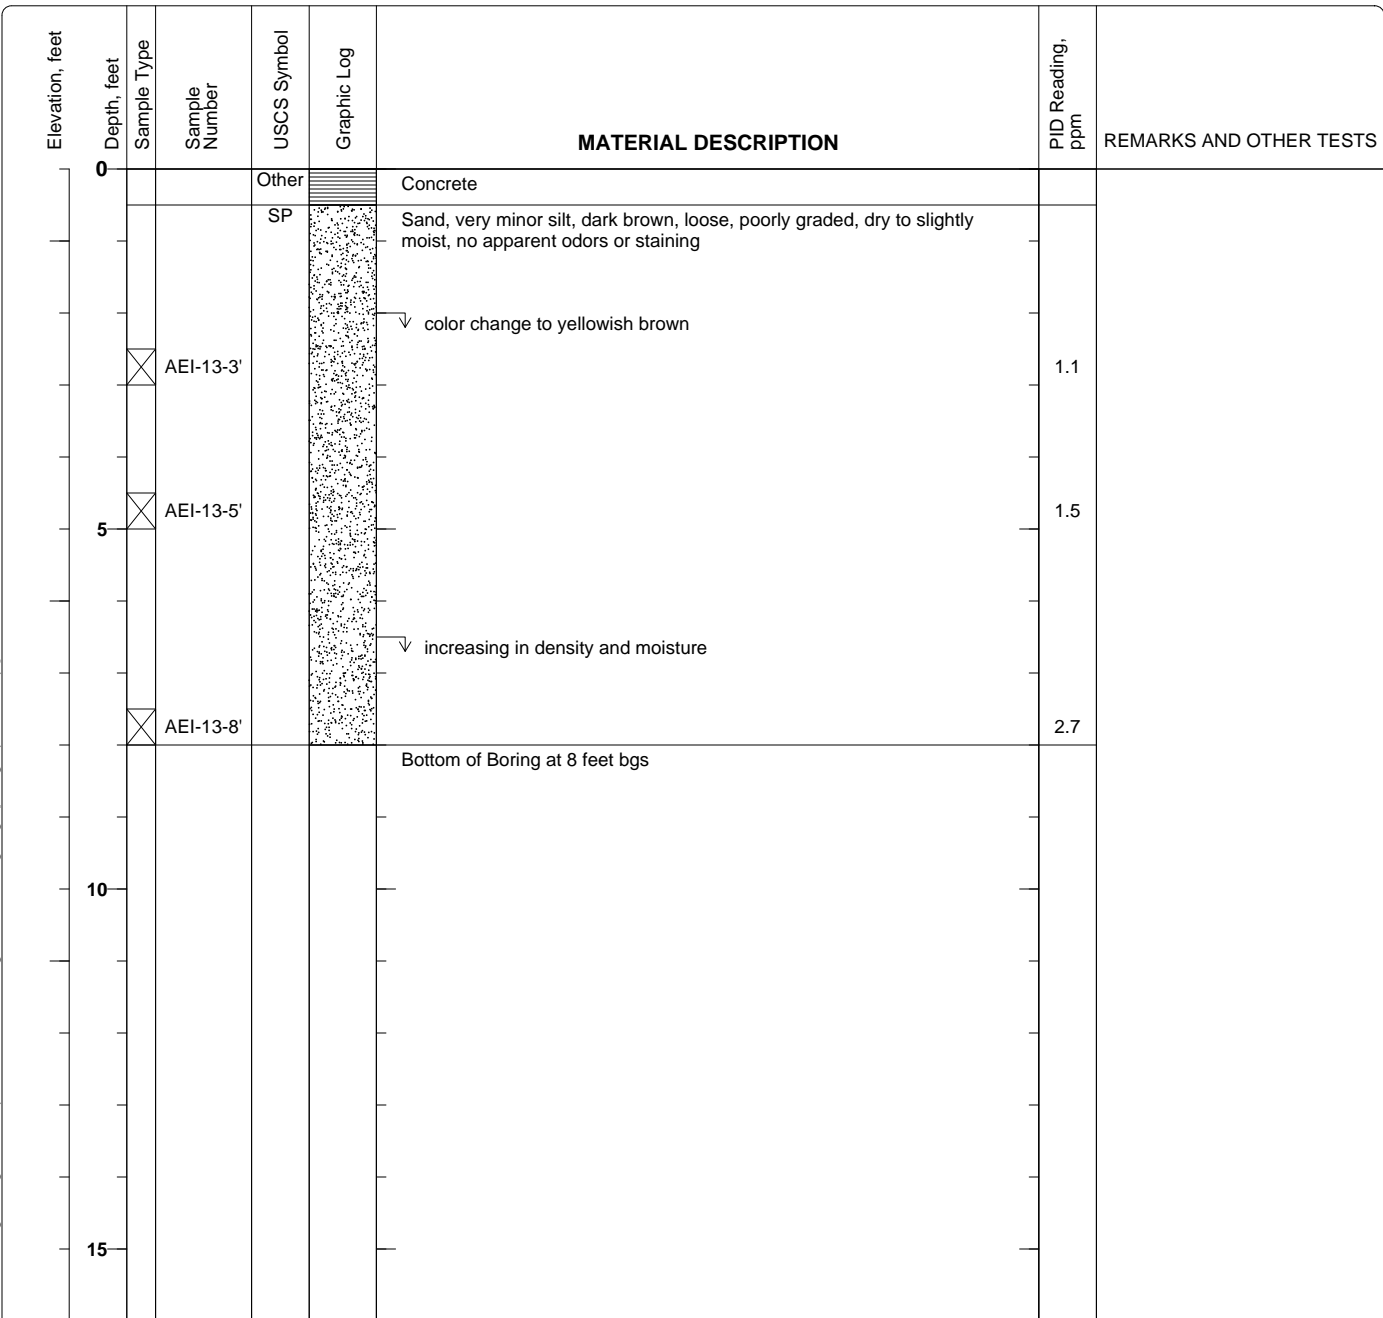 Elevation, feet
Depth, feet
Sample Type
Sample
Number
USCS Symbol
Graphic Log
MATERIAL DESCRIPTION
PID Reading,
ppm
REMARKS AND OTHER TESTS
0
Other
Concrete
SP
Sand, very minor silt, dark brown, loose, poorly graded, dry to slightly
moist, no apparent odors or staining
color change to yellowish brown
AEI-13-3'
1.1
AEI-13-5'
1.5
5
increasing in density and moisture
AEI-13-8'
2.7
Bottom of Boring at 8 feet bgs
10
15